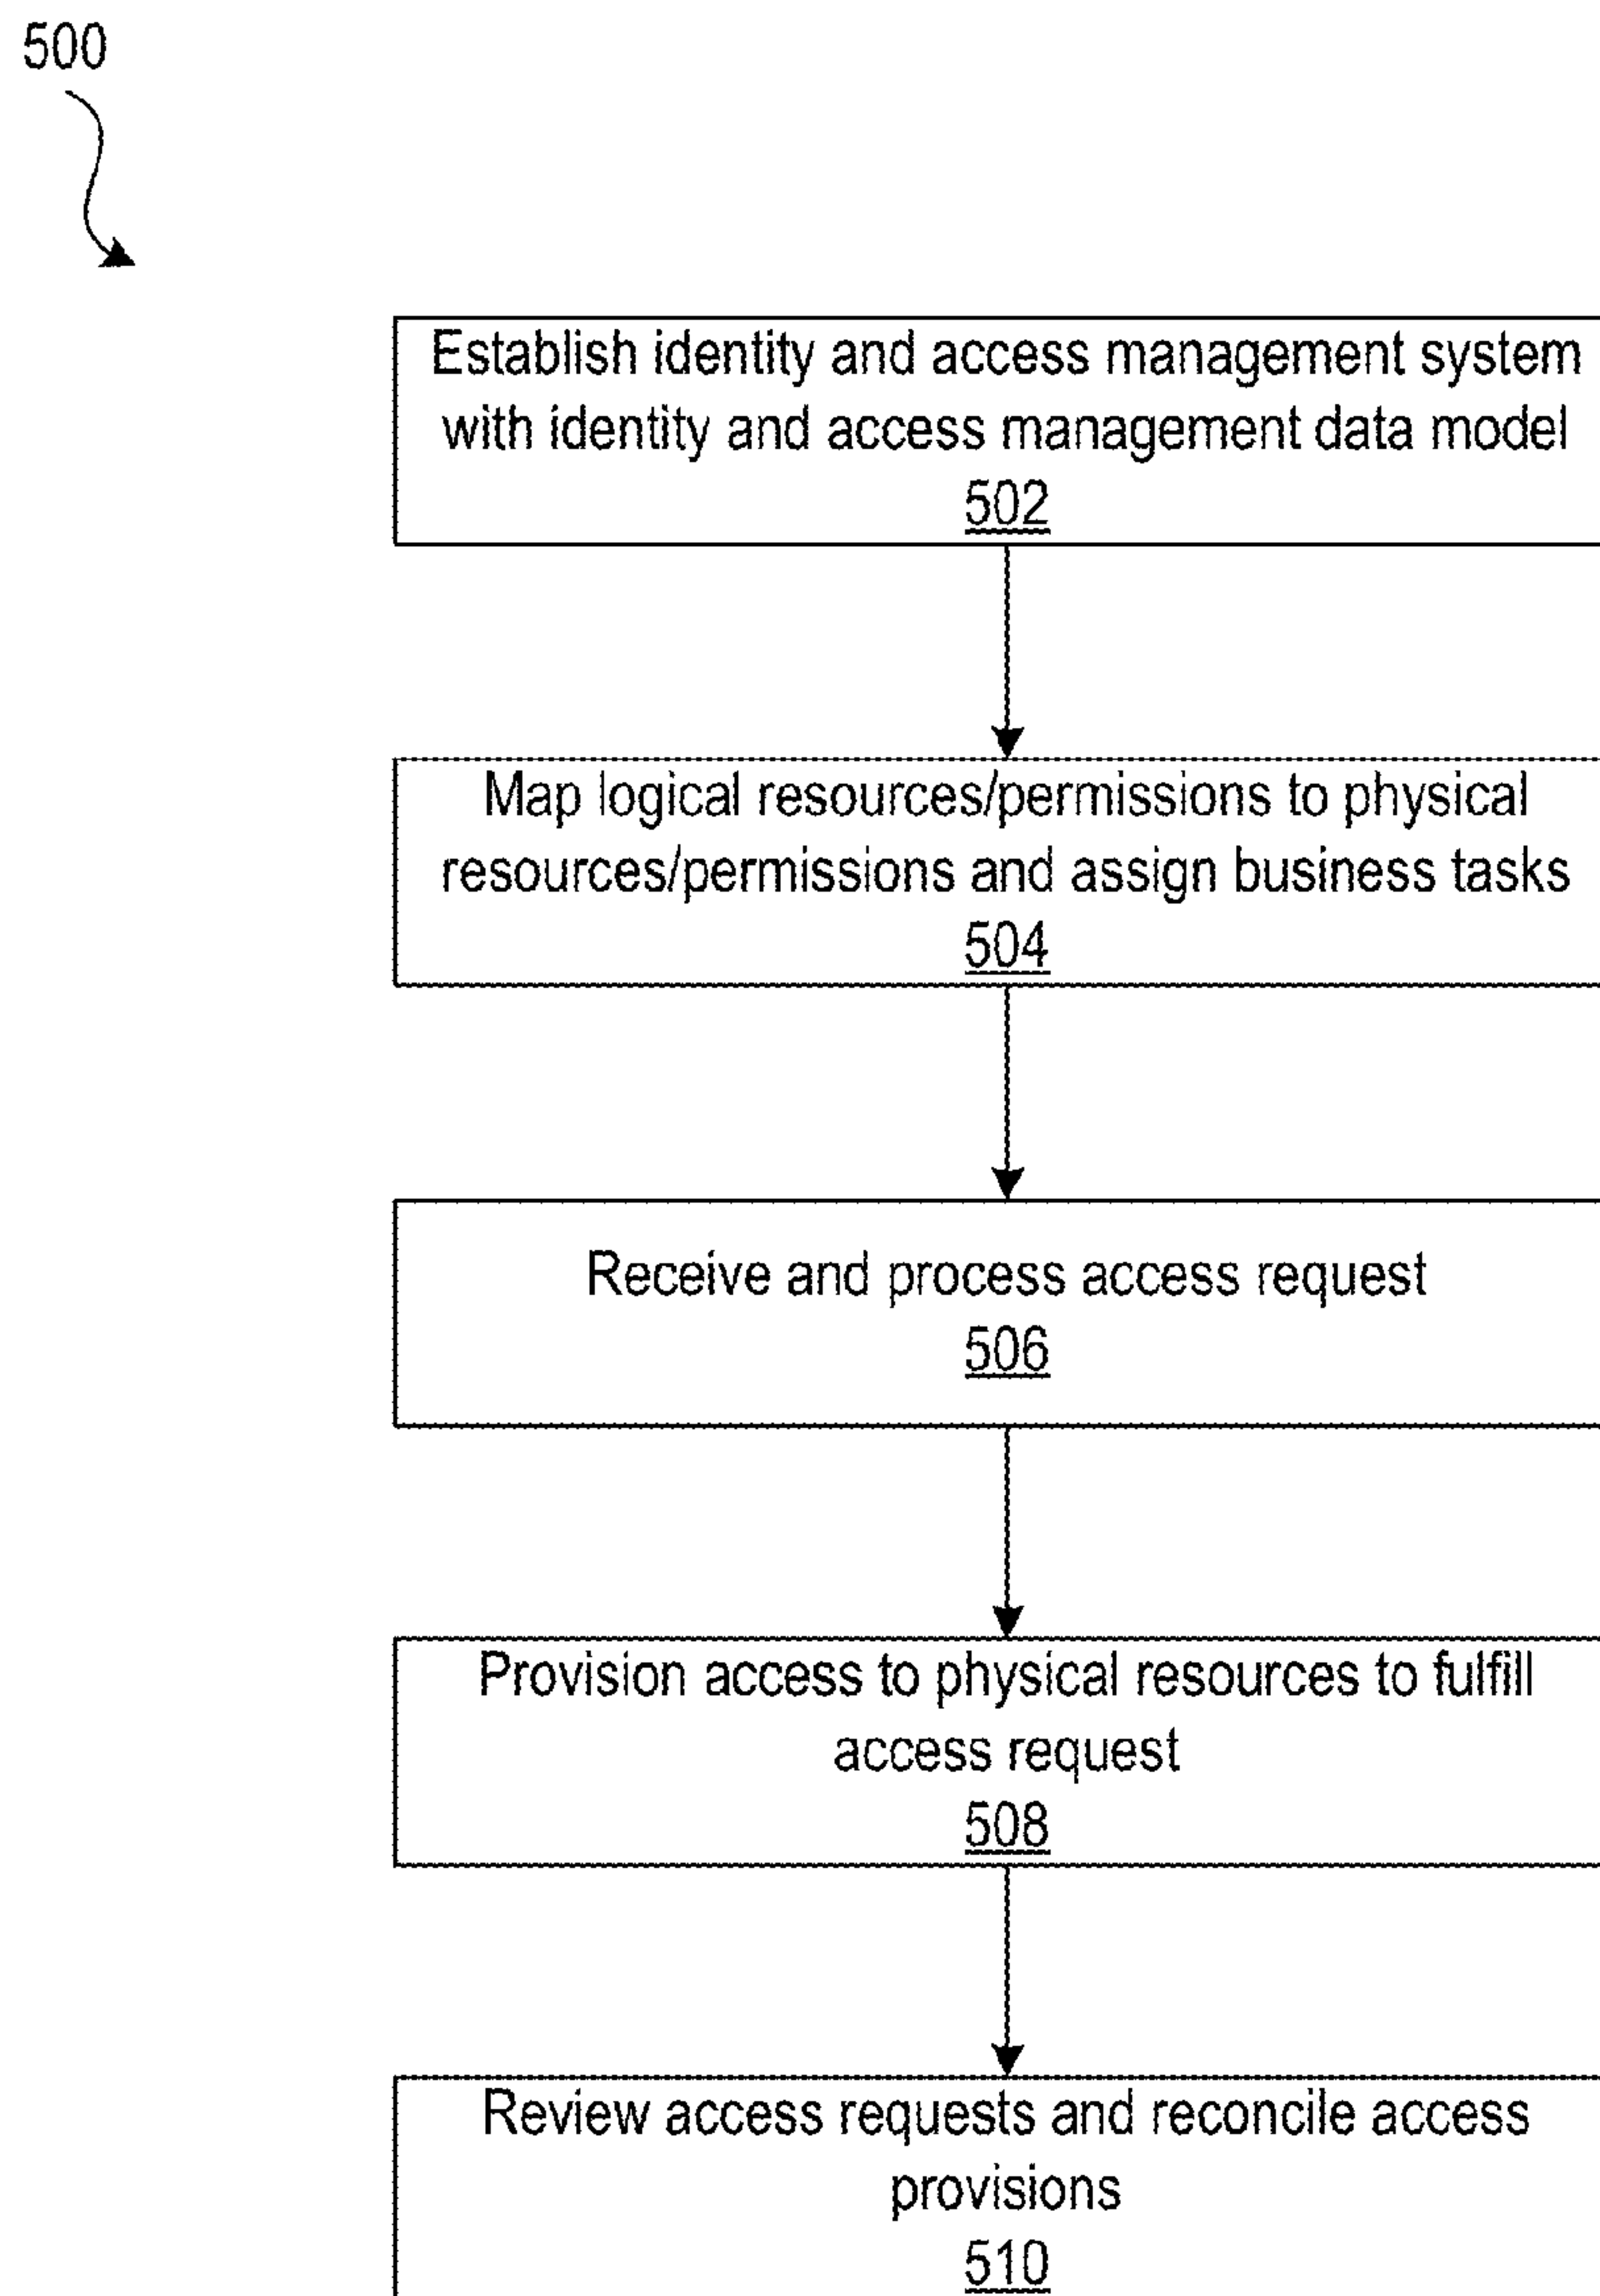 500
Establish identity and access management system
with identity and access management data model
502
Map logical resources/permissions to physical
resources/permissions and assign business tasks
504
Receive and process access request
506
Provision access to physical resources to fulfill
access request
508
Review access requests and reconcile access
provisions
510